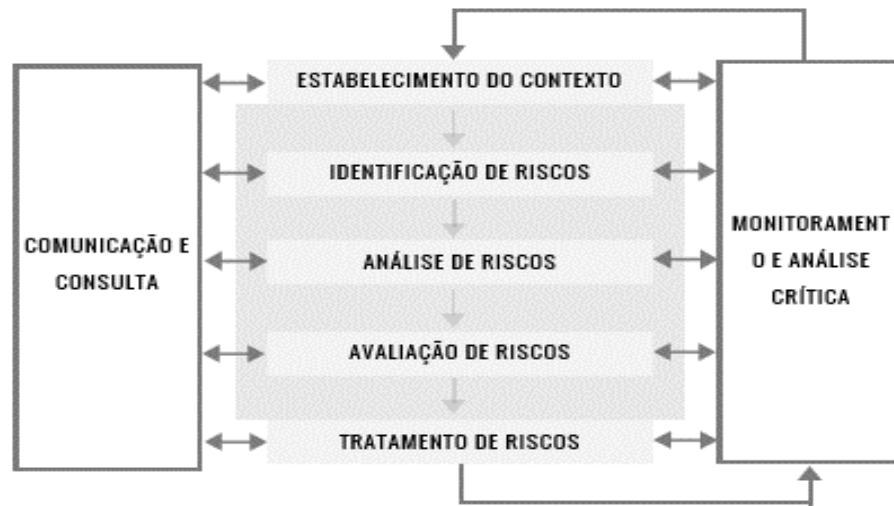 ESTABELECIMENTO DO CONTEXTO
IDENTIFICAÇÃO DE RISCOS
COMUNICAÇÃO E
CONSULTA
ANÁLISE DE RISCOS
MONITORAMENT
O E ANÁLISE
CRÍTICA
AVALIAÇÃO DE RISCOS
TRATAMENTO DE RISCOS